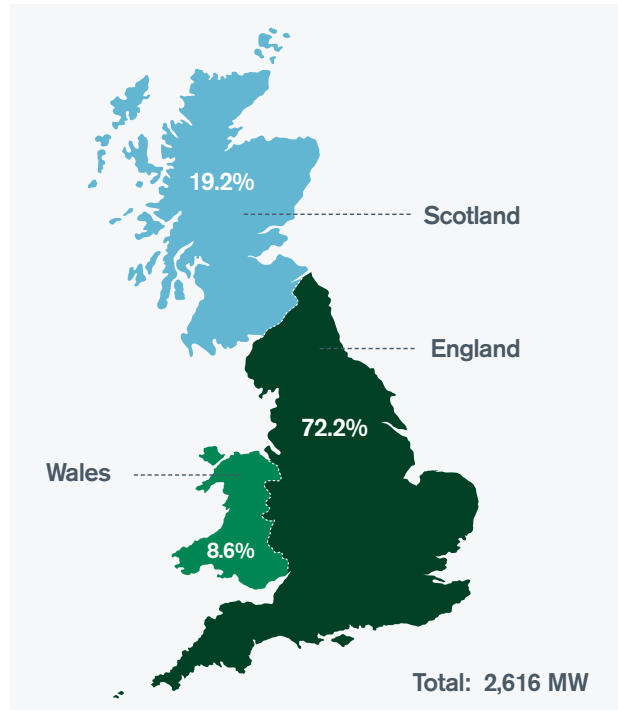 19.2%
Scotland
England
72.2%
Wales
8.6%
Total: 2,616 MW